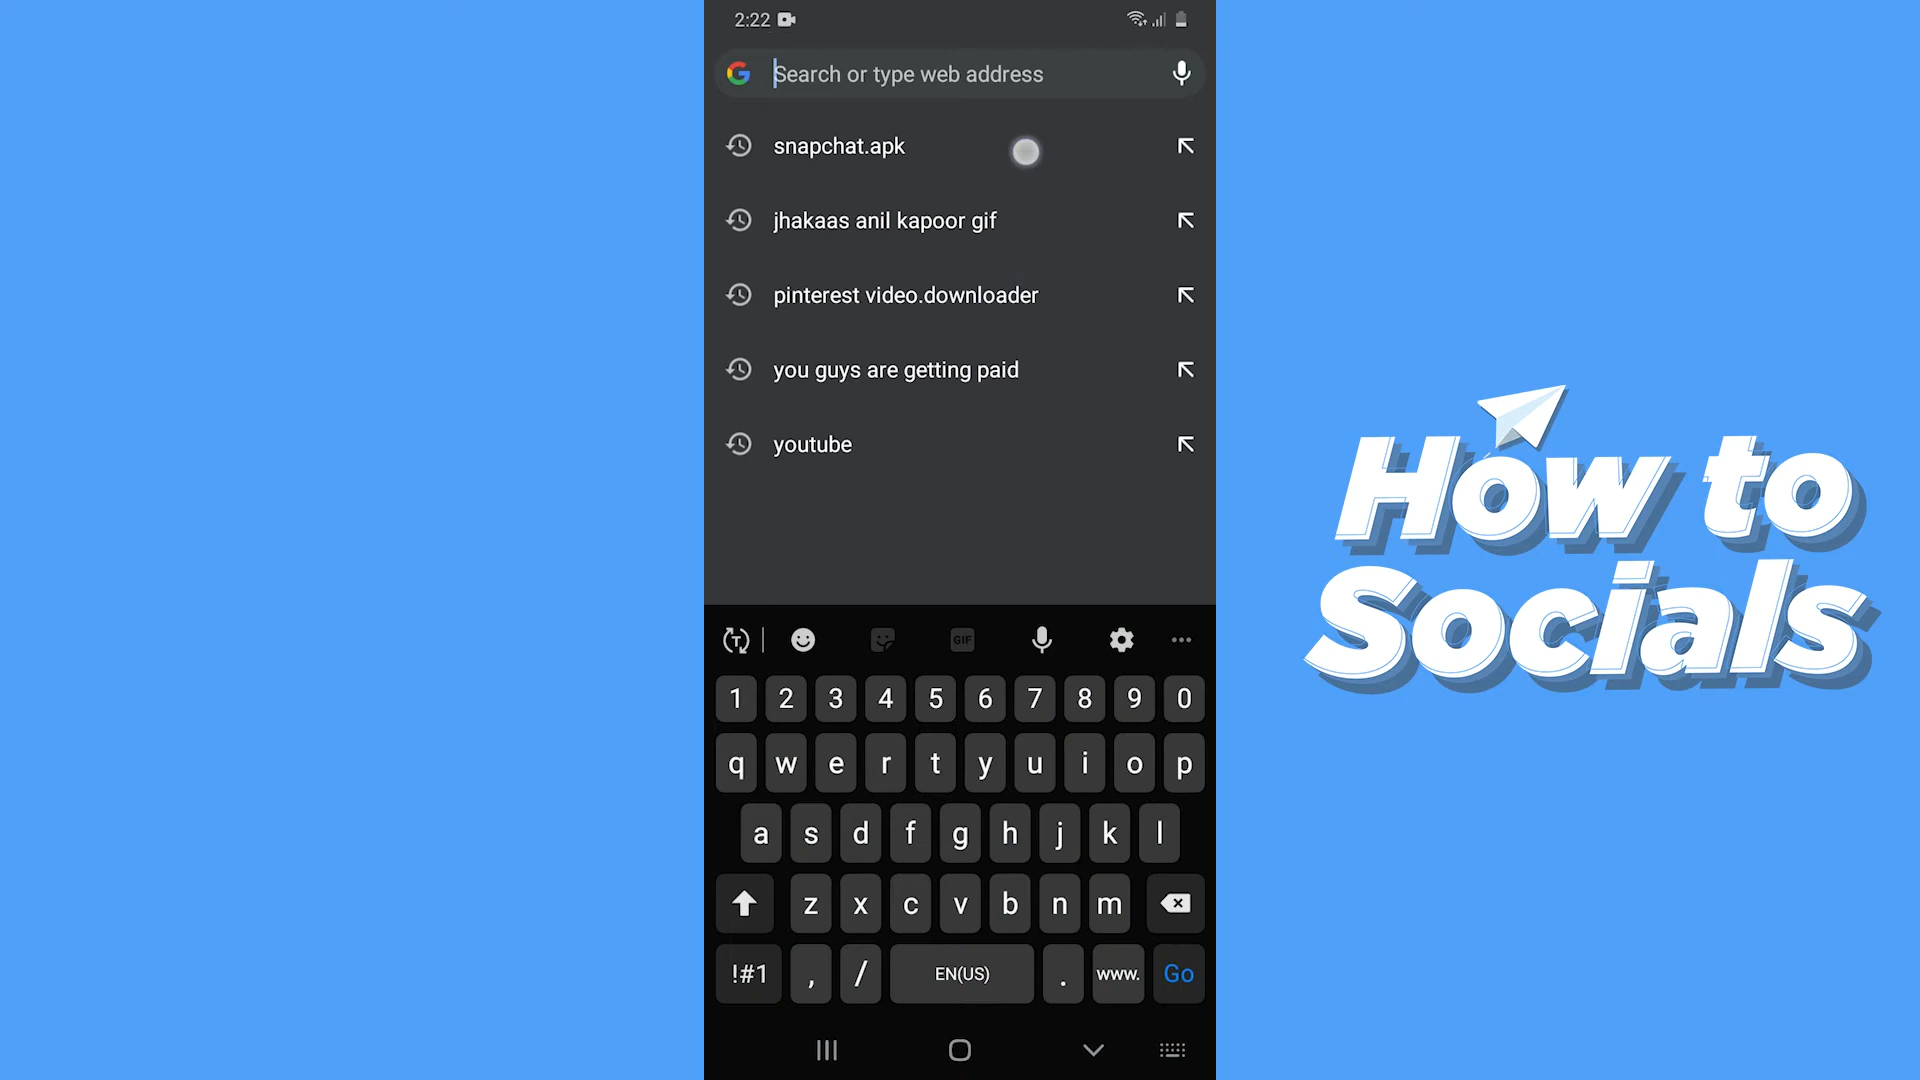 2:22
Search or type web address
snapchat.apk
jhakaas anil kapoor gif
pinterest video.downloader
you guys are getting paid
youtube
T
GIF
1 2 3 4 5 6 7 8 9 0
q w e r t y u i o p
a s d f g h j k l
z x c v b n m
!#1 , / EN(US) . www. Go
How to
Socials